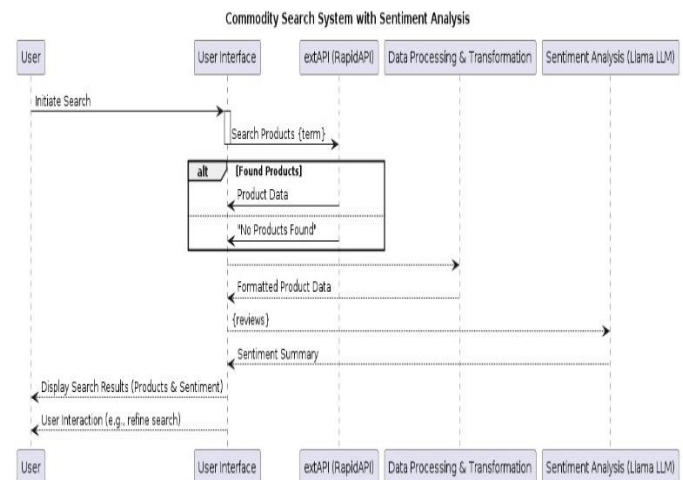 Commodity Search System with Sentiment Analysis
User
User Interface
extAPI (RapidAPI)
Data Processing & Transformation
Sentiment Analysis (Llama LLM)
Initiate Search
Search Products {term}
alt
[Found Products]
Product Data
"No Products Found"
Formatted Product Data
{reviews}
Sentiment Summary
Display Search Results (Products & Sentiment)
User Interaction (e.g., refine search)
User
User Interface
extAPI (RapidAPI)
Data Processing & Transformation
Sentiment Analysis (Llama LLM)